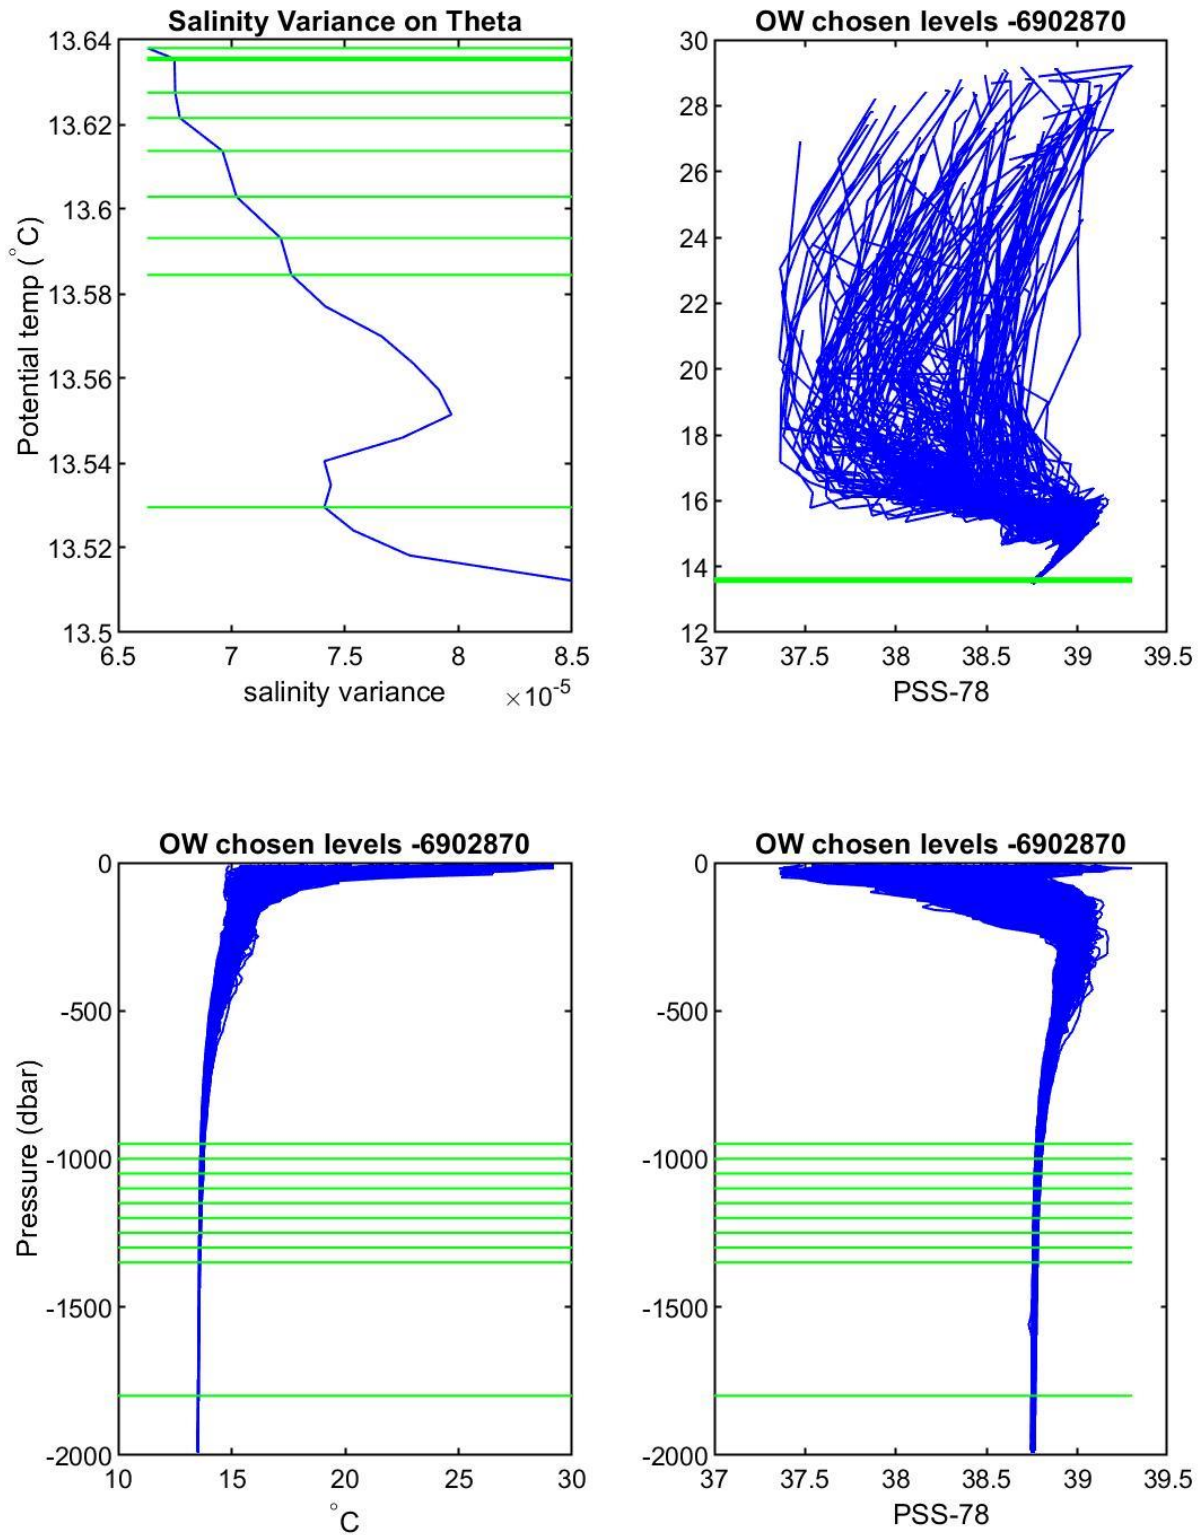 Salinity Variance on Theta
13.64
13.62
13.6
13.58
13.56
13.54
13.52
13.5
Potential temp (°C)
6.5 7 7.5 8 8.5
salinity variance
×10-5
OW chosen levels -6902870
30
28
26
24
22
20
18
16
14
12
37 37.5 38 38.5 39 39.5
PSS-78
OW chosen levels -6902870
0
-500
-1000
-1500
-2000
Pressure (dbar)
10 15 20 25 30
°C
OW chosen levels -6902870
0
-500
-1000
-1500
-2000
37 37.5 38 38.5 39 39.5
PSS-78